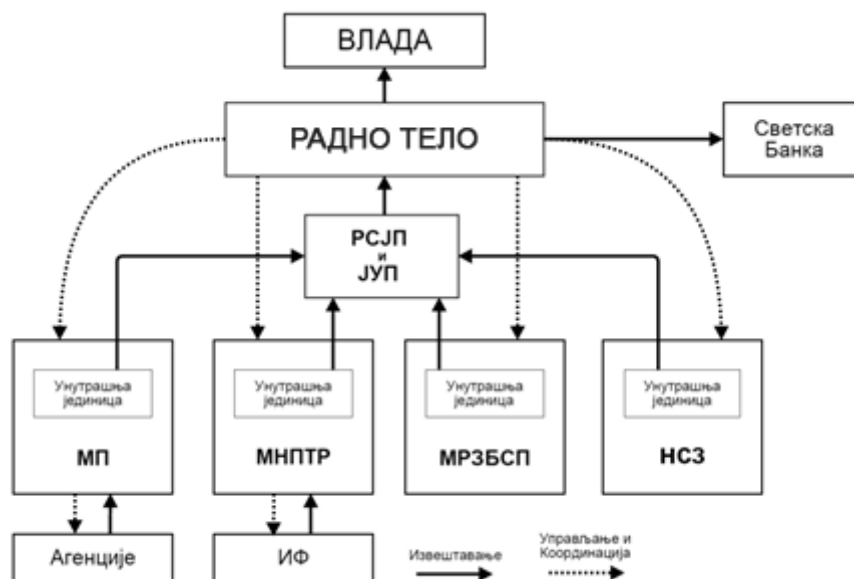 ВЛАДА
РАДНО ТЕЛО
Светска
Банка
РСЈП
и
ЈУП
Унутрашња
јединица
МП
Унутрашња
јединица
МНПТР
Унутрашња
јединица
МРЗБСП
Унутрашња
јединица
НСЗ
Агенције
ИФ
Извештавање
Управљање и
Координација